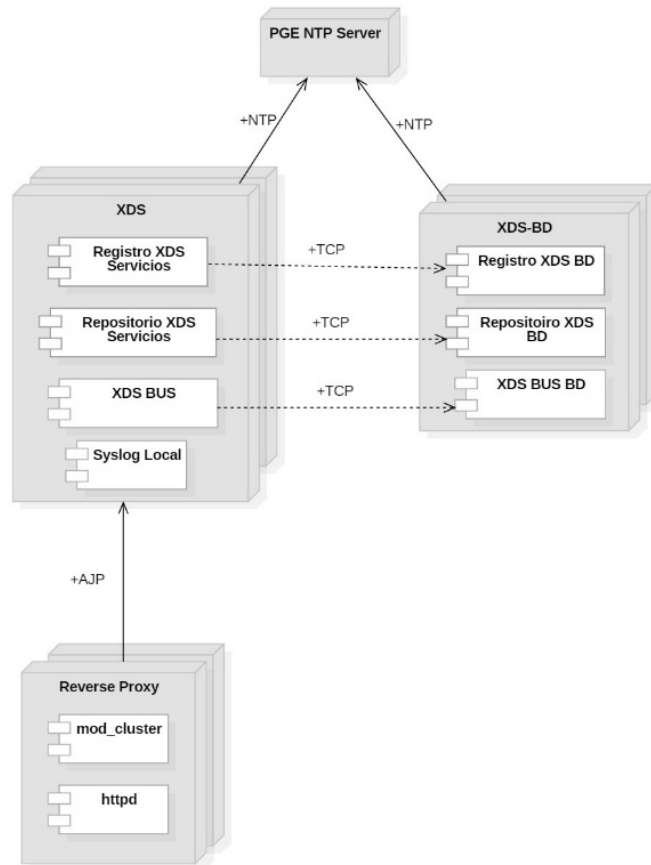 PGE NTP Server
+NTP
+NTP
XDS
Registro XDS
Servicios
Repositorio XDS
Servicios
XDS BUS
Syslog Local
+TCP
+TCP
+TCP
XDS-BD
Registro XDS BD
Repositoiro XDS
BD
XDS BUS BD
+AJP
Reverse Proxy
mod_cluster
httpd